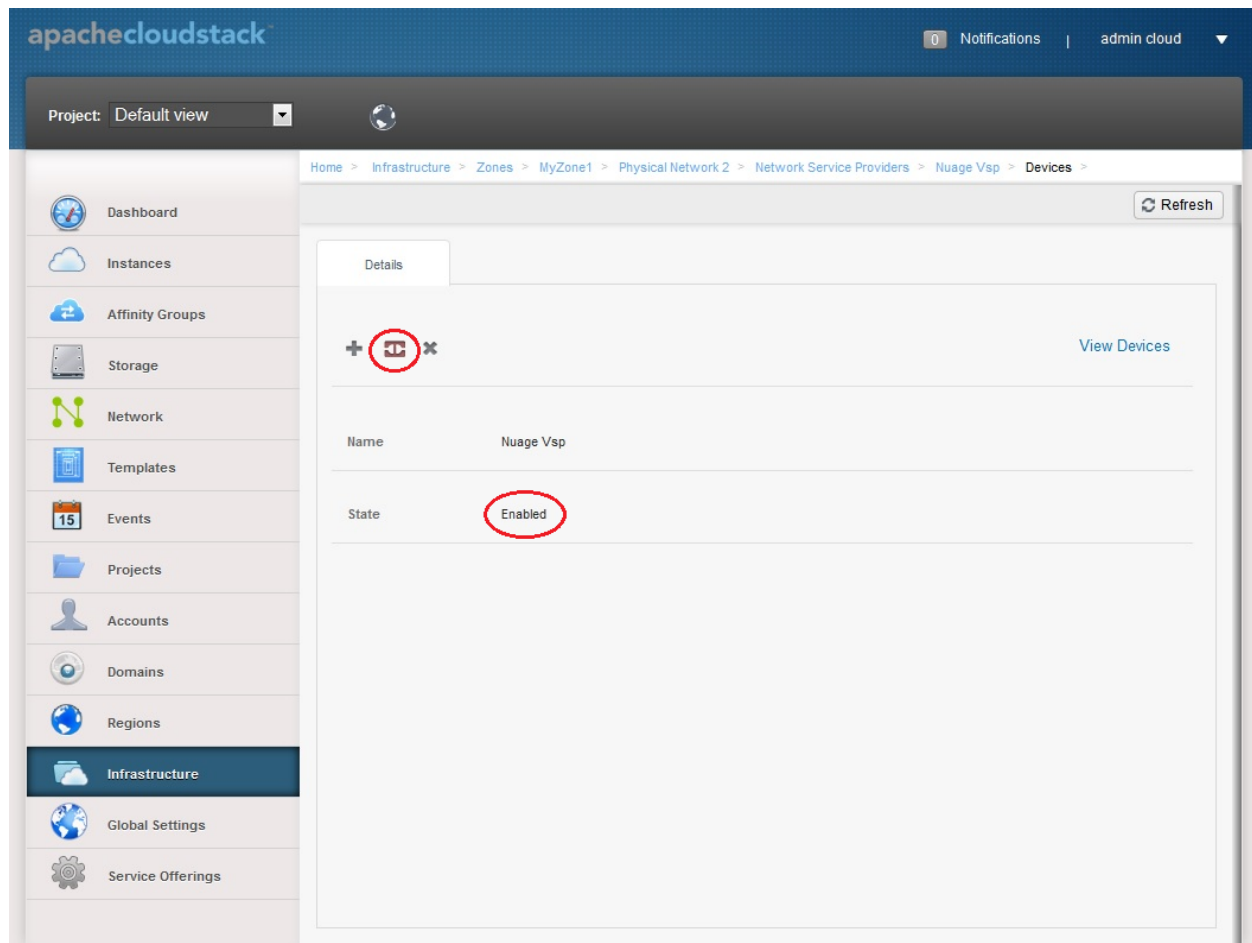 apachecloudstack™
0 Notifications | admin cloud
Project: Default view
Home > Infrastructure > Zones > MyZone1 > Physical Network 2 > Network Service Providers > Nuage Vsp > Devices >
Refresh
Dashboard
Instances
Affinity Groups
Storage
Network
Templates
15 Events
Projects
Accounts
Domains
Regions
Infrastructure
Global Settings
Service Offerings
Details
View Devices
Name Nuage Vsp
State Enabled